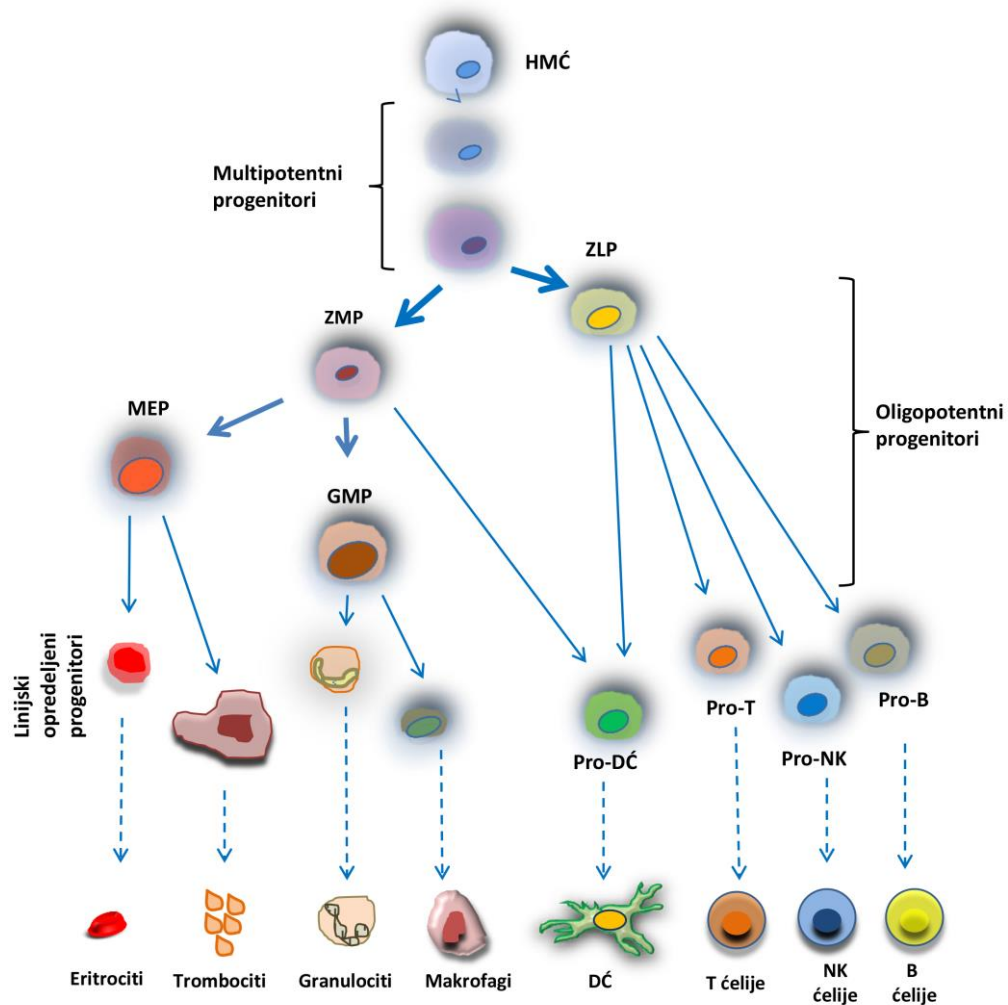 HMĆ
Multipotentni
progenitori
ZLP
ZMP
MEP
Oligopotentni
progenitori
GMP
Linijski
opredeljeni
progenitori
Pro-T
Pro-B
Pro-DĆ
Pro-NK
Eritrociti
Trombociti
Granulociti
Makrofagi
DĆ
T ćelije
NK
ćelije
B
ćelije